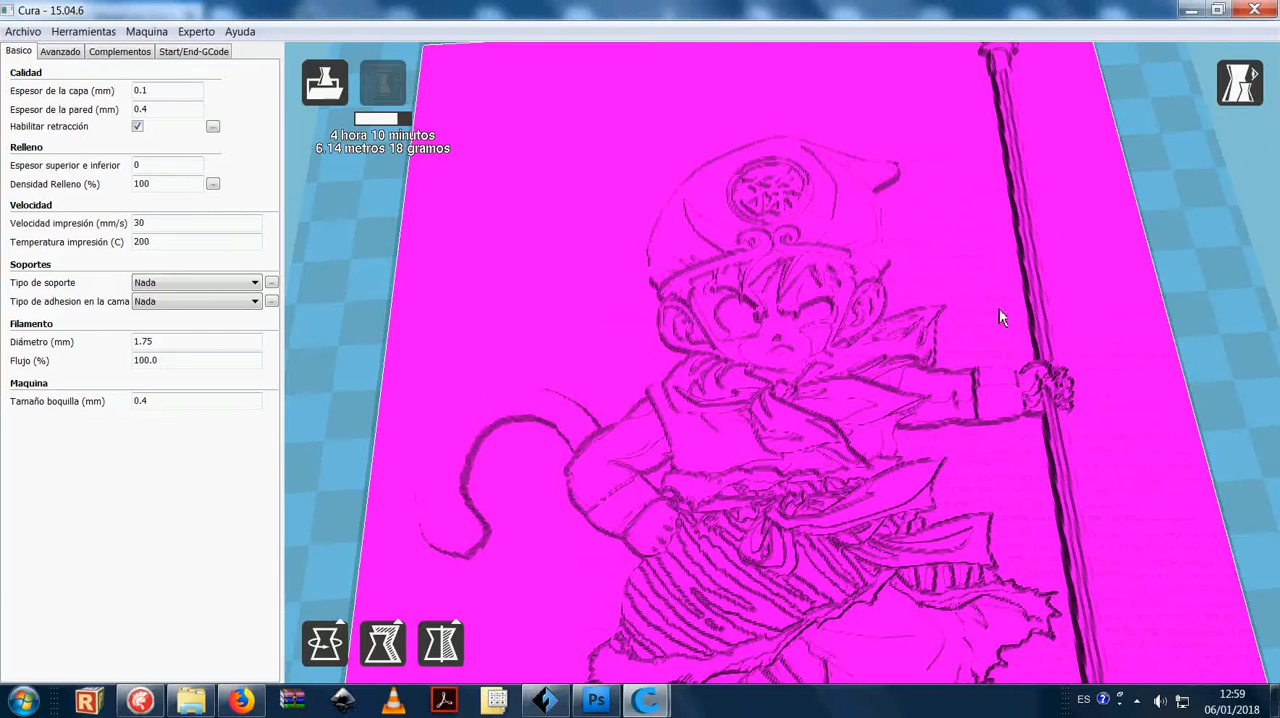 Cura - 15.04.6
Archivo Herramientas Maquina Experto Ayuda
Basico Avanzado Complementos Start/End-GCode
Calidad
Espesor de la capa (mm) 0.1
Espesor de la pared (mm) 0.4
Habilitar retracción ...
Relleno
Espesor superior e inferior 0
Densidad Relleno (%) 100 ...
Velocidad
Velocidad impresión (mm/s) 30
Temperatura impresión (C) 200
Soportes
Tipo de soporte Nada ...
Tipo de adhesion en la cama Nada ...
Filamento
Diámetro (mm) 1.75
Flujo (%) 100.0
Maquina
Tamaño boquilla (mm) 0.4
4 hora 10 minutos
6.14 metros 18 gramos
Ps
ES
12:59
06/01/2018